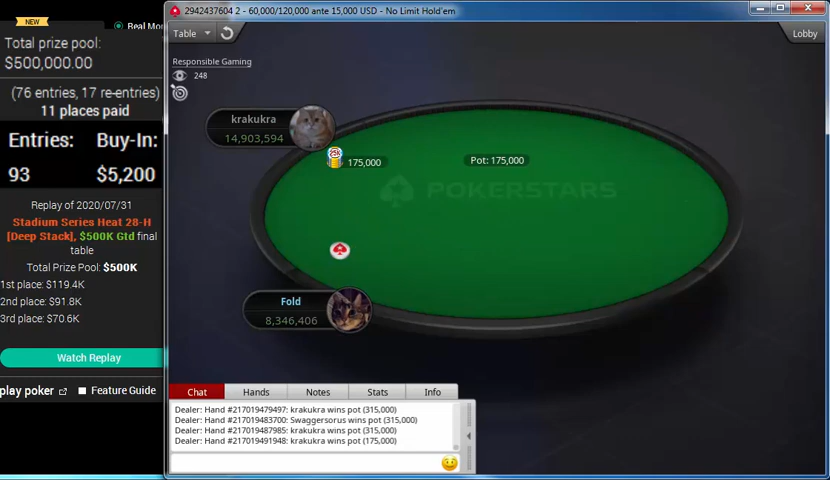 NEW
Real Mon
Total prize pool:
$500,000.00
(76 entries, 17 re-entries)
11 places paid
Entries: Buy-In:
93 $5,200
Replay of 2020/07/31
Stadium Series Heat 28-H
[Deep Stack], $500K Gtd final
table
Total Prize Pool: $500K
1st place: $119.4K
2nd place: $91.8K
3rd place: $70.6K
Watch Replay
play poker
Feature Guide
2942437604 2 - 60,000/120,000 ante 15,000 USD - No Limit Hold'em
Table
Lobby
Responsible Gaming
248
krakukra
14,903,594
25K
175,000
Pot: 175,000
POKERSTARS
Fold
8,346,406
Chat Hands Notes Stats Info
Dealer: Hand #217019479497: krakukra wins pot (315,000)
Dealer: Hand #217019483700: Swaggersorus wins pot (315,000)
Dealer: Hand #217019487985: krakukra wins pot (315,000)
Dealer: Hand #217019491948: krakukra wins pot (175,000)